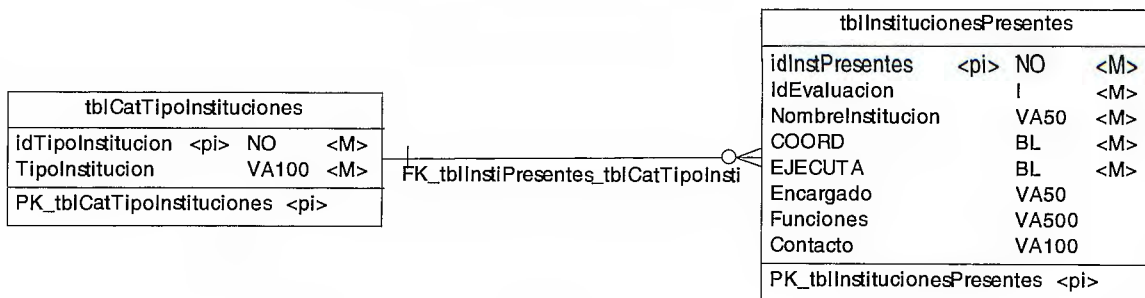 tblCatTipoInstituciones
idTipoInstitucion <pi> NO <M>
TipoInstitucion VA100 <M>
PK_tblCatTipoInstituciones <pi>
FK_tblInstiPresentes_tblCatTipoInsti
tblInstitucionesPresentes
idInstPresentes <pi> NO <M>
IdEvaluacion I <M>
NombreInstitucion VA50 <M>
COORD BL <M>
EJECUTA BL <M>
Encargado VA50
Funciones VA500
Contacto VA100
PK_tblInstitucionesPresentes <pi>